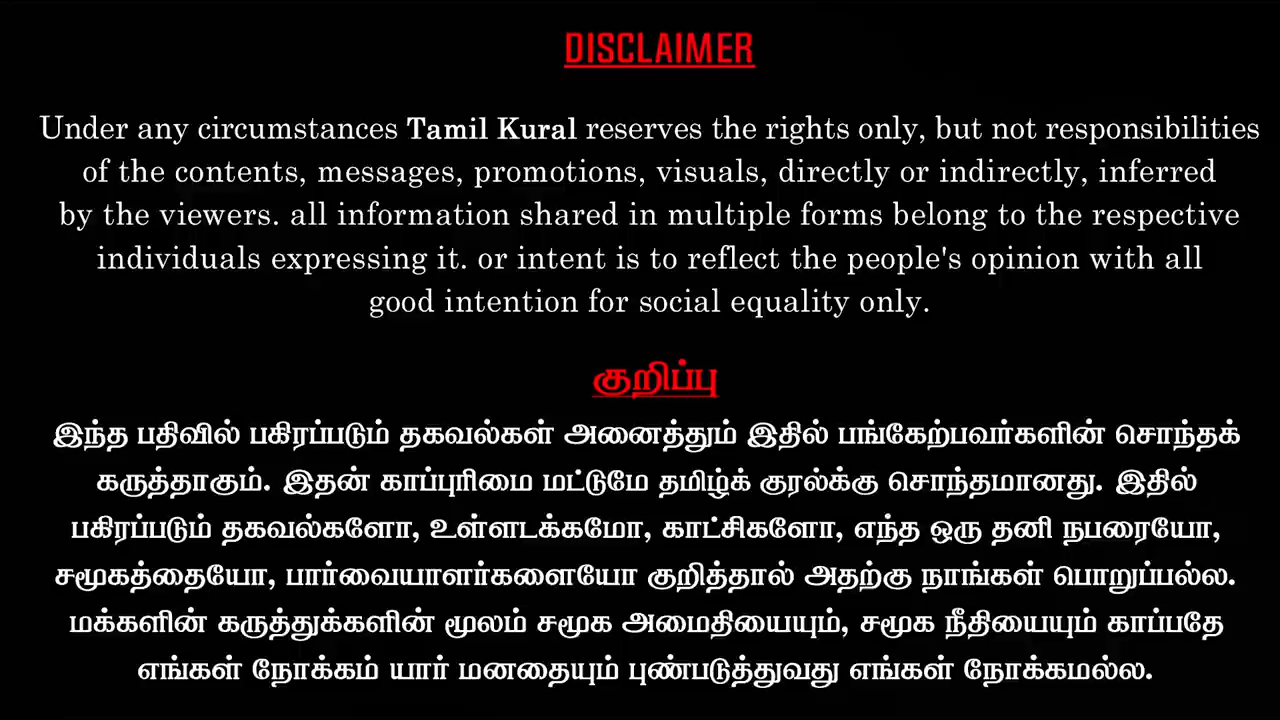 DISCLAIMER
Under any circumstances Tamil Kural reserves the rights only, but not responsibilities
of the contents, messages, promotions, visuals, directly or indirectly, inferred
by the viewers. all information shared in multiple forms belong to the respective
individuals expressing it. or intent is to reflect the people's opinion with all
good intention for social equality only.
குறிப்பு
இந்த பதிவில் பகிரப்படும் தகவல்கள் அனைத்தும் இதில் பங்கேற்பவர்களின் சொந்தக்
கருத்தாகும். இதன் காப்புரிமை மட்டுமே தமிழ்க் குரல்க்கு சொந்தமானது. இதில்
பகிரப்படும் தகவல்களோ, உள்ளடக்கமோ, காட்சிகளோ, எந்த ஒரு தனி நபரையோ,
சமூகத்தையோ, பார்வையாளர்களையோ குறித்தால் அதற்கு நாங்கள் பொறுப்பல்ல.
மக்களின் கருத்துக்களின் மூலம் சமூக அமைதியையும், சமூக நீதியையும் காப்பதே
எங்கள் நோக்கம் யார் மனதையும் புண்படுத்துவது எங்கள் நோக்கமல்ல.